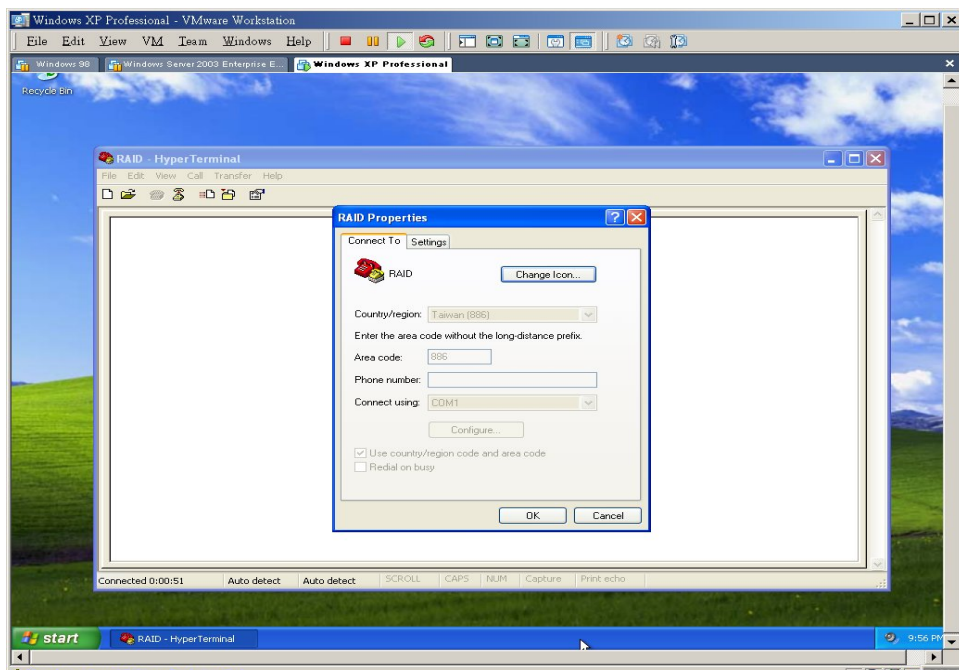 Windows XP Professional - VMware Workstation
File Edit View VM Team Windows Help
Windows 98 Windows Server 2003 Enterprise E... Windows XP Professional
Recycle Bin
RAID - HyperTerminal
File Edit View Call Transfer Help
RAID Properties
Connect To Settings
RAID Change Icon...
Country/region: Taiwan (886)
Enter the area code without the long-distance prefix.
Area code: 886
Phone number:
Connect using: COM1
Configure...
Use country/region code and area code
Redial on busy
OK Cancel
Connected 0:00:51 Auto detect Auto detect SCROLL CAPS NUM Capture Print echo
start RAID - HyperTerminal 9:56 PM